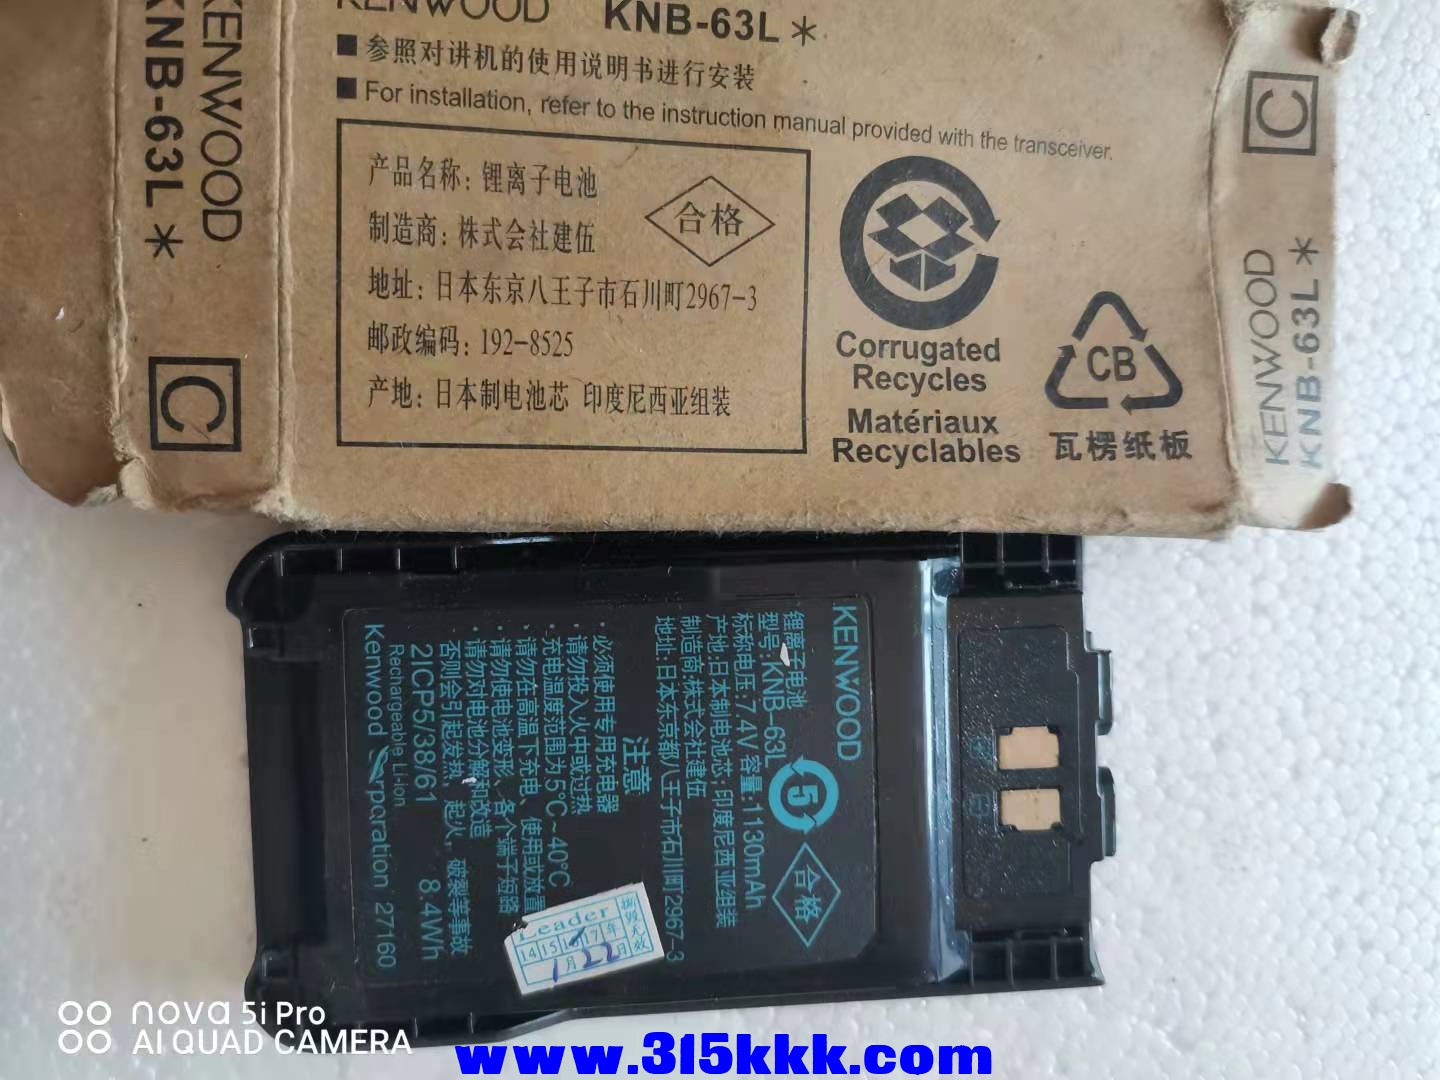 KENWOOD KNB-63L*
■参照对讲机的使用说明书进行安装
■For installation, refer to the instruction manual provided with the transceiver.
产品名称：锂离子电池
制造商：株式会社建伍
地址：日本东京八王子市石川町2967-3
邮政编码：192-8525
产地：日本制电池芯 印度尼西亚组装
合格
Corrugated
Recycles
Matériaux
Recyclables
CB
瓦楞纸板
KENWOOD
KNB-63L*
C
KENWOOD
KNB-63L*
C
KENWOOD
锂离子电池
型号:KNB-63L
标称电压:7.4V 容量:1130mAh
产地:日本制电池芯;印度尼西亚组装
制造商:株式会社建伍
地址:日本东京都八王子市石川町2967-3
5
合格
注意
·必须使用专用充电器
·请勿投入火中或过热
·充电温度范围为5°C~40°C
·请勿在高温下充电、使用或放置
·请勿使电池变形、各个端子短路
·请勿对电池分解和改造
否则会引起发热，起火，破裂等事故
2ICP5/38/61 8.4Wh
Rechargeable Li-ion
Kenwood 27160
Leader
14 15 16 17 年
1月22日
撕毁无效
nova 5i Pro
AI QUAD CAMERA
www.315kkk.com